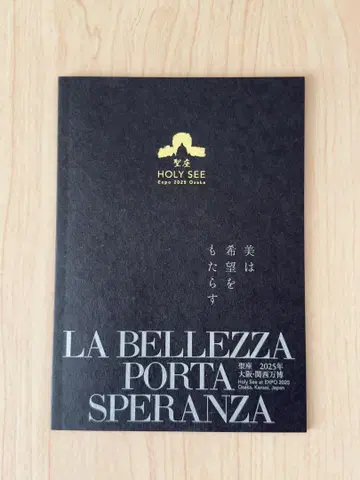 聖座
HOLY SEE
Expo 2025 Osaka
美は
希望を
もたらす
LA BELLEZZA
PORTA
SPERANZA
聖座 2025年
大阪・関西万博
Holy See at EXPO 2025
Osaka, Kansai, Japan